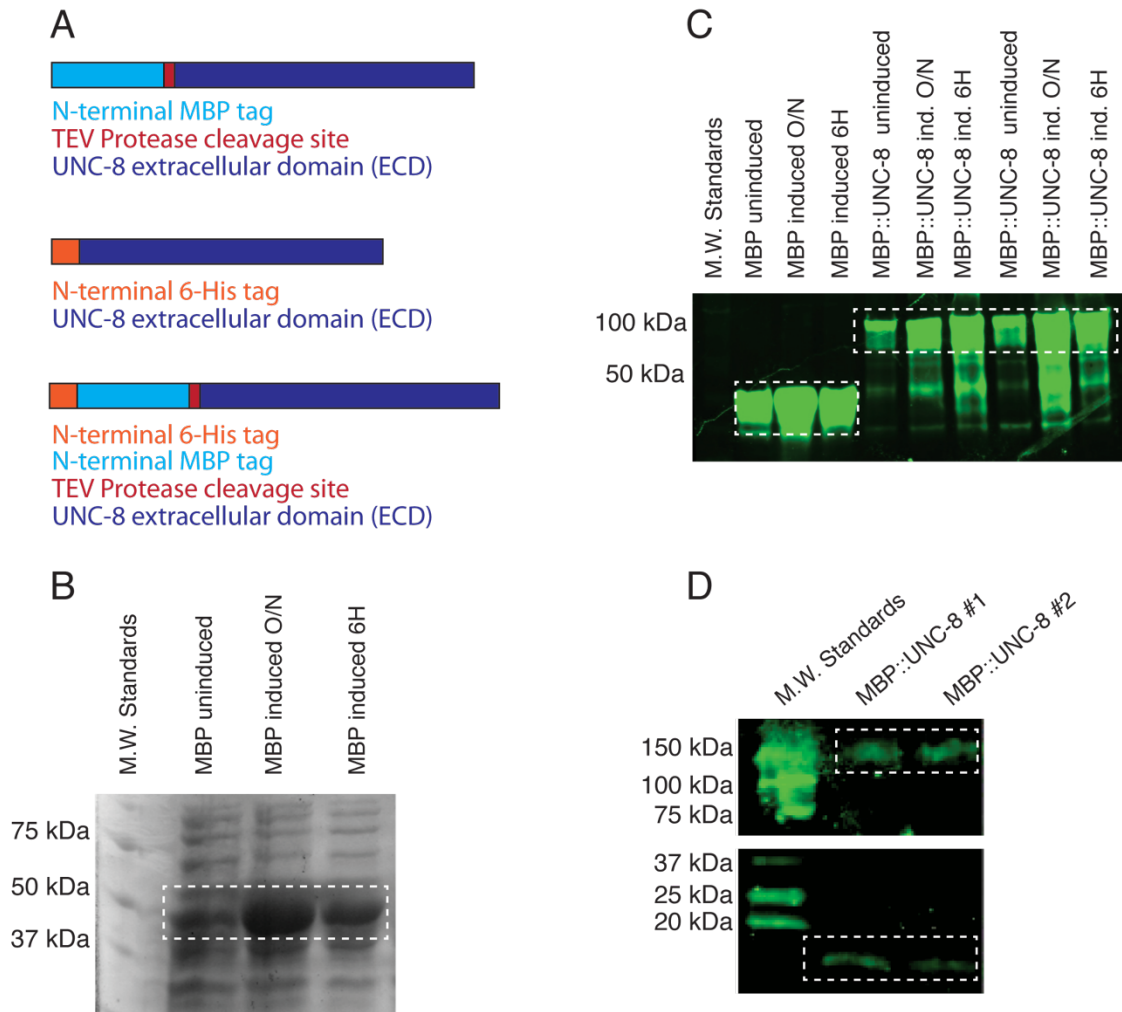 A
N-terminal MBP tag
TEV Protease cleavage site
UNC-8 extracellular domain (ECD)
N-terminal 6-His tag
UNC-8 extracellular domain (ECD)
N-terminal 6-His tag
N-terminal MBP tag
TEV Protease cleavage site
UNC-8 extracellular domain (ECD)
B
M.W. Standards
MBP uninduced
MBP induced O/N
MBP induced 6H
75 kDa
50 kDa
37 kDa
C
M.W. Standards
MBP uninduced
MBP induced O/N
MBP induced 6H
MBP::UNC-8 uninduced
MBP::UNC-8 ind. O/N
MBP::UNC-8 ind. 6H
MBP::UNC-8 uninduced
MBP::UNC-8 ind. O/N
MBP::UNC-8 ind. 6H
100 kDa
50 kDa
D
M.W. Standards
MBP::UNC-8 #1
MBP::UNC-8 #2
150 kDa
100 kDa
75 kDa
37 kDa
25 kDa
20 kDa